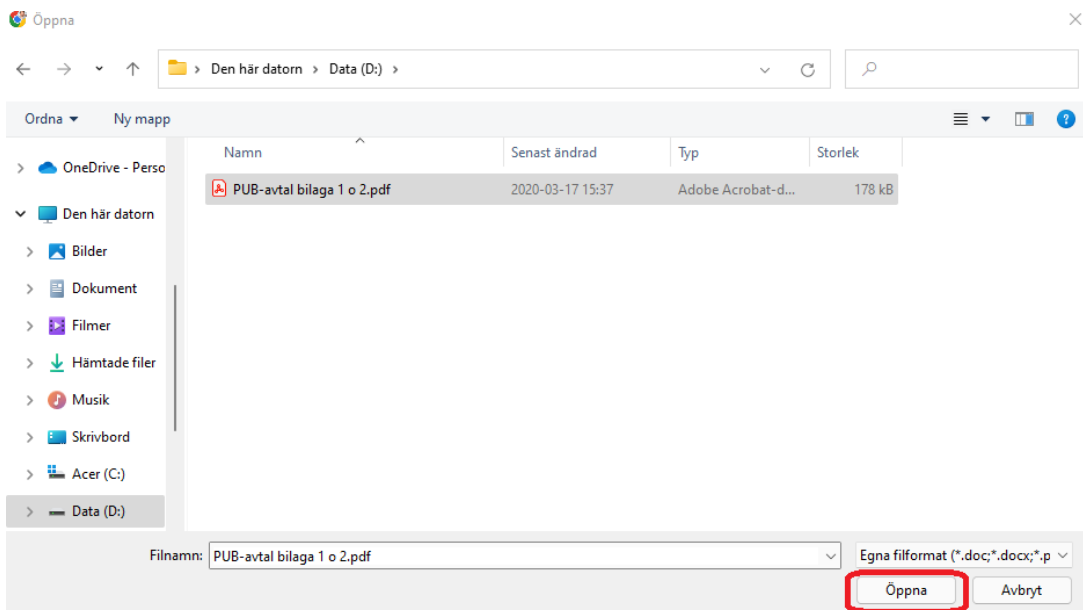 Öppna
Den här datorn > Data (D:) >
Ordna Ny mapp
Namn Senast ändrad Typ Storlek
PUB-avtal bilaga 1 o 2.pdf 2020-03-17 15:37 Adobe Acrobat-d... 178 kB
OneDrive - Perso
Den här datorn
Bilder
Dokument
Filmer
Hämtade filer
Musik
Skrivbord
Acer (C:)
Data (D:)
Filnamn: PUB-avtal bilaga 1 o 2.pdf Egna filformat (*.doc;*.docx;*.p
Öppna Avbryt